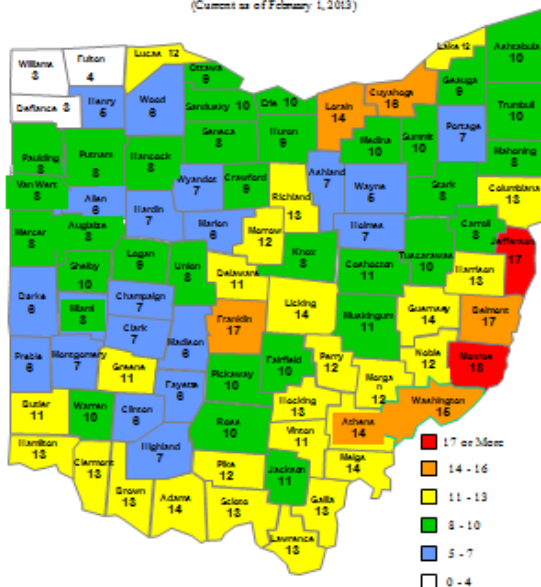 (Current as of February 1, 2013)
Williams
3
Fulton
4
Lucas 12
Ottawa
9
Lake 12
Ashtabula
10
Defiance 3
Henry
5
Wood
6
Sandusky 10
Erie 10
Lorain
14
Cuyahoga
16
Geauga
9
Trumbull
10
Paulding
8
Putnam
8
Hancock
8
Seneca
8
Huron
9
Medina
10
Summit
10
Portage
7
Mahoning
8
Van Wert
8
Allen
6
Wyandot
7
Crawford
9
Richland
13
Ashland
7
Wayne
5
Stark
8
Columbiana
13
Mercer
8
Auglaize
8
Hardin
7
Marion
6
Morrow
12
Holmes
7
Carroll
8
Jefferson
17
Shelby
10
Logan
9
Union
8
Delaware
11
Knox
8
Coshocton
11
Tuscarawas
10
Harrison
13
Darke
6
Miami
8
Champaign
7
Clark
7
Madison
6
Franklin
17
Licking
14
Muskingum
11
Guernsey
14
Belmont
17
Preble
6
Montgomery
7
Greene
11
Fayette
6
Pickaway
10
Fairfield
10
Perry
12
Morga
n
12
Noble
12
Monroe
18
Butler
11
Warren
10
Clinton
6
Ross
10
Hocking
13
Athens
14
Washington
15
Hamilton
13
Clermont
13
Highland
7
Vinton
11
Meigs
14
Brown
13
Adams
14
Pike
12
Jackson
11
Scioto
13
Gallia
13
Lawrence
13
17 or More
14 - 16
11 - 13
8 - 10
5 - 7
0 - 4